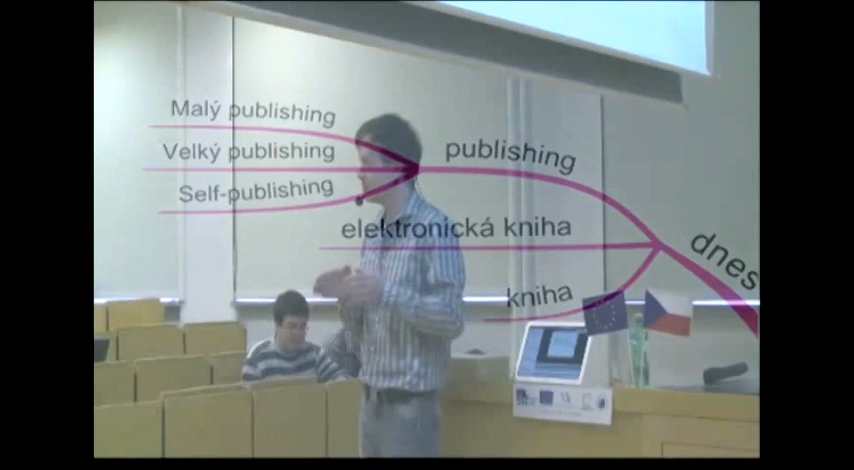 Malý publishing
Velký publishing
Self-publishing
publishing
elektronická kniha
kniha
dnes